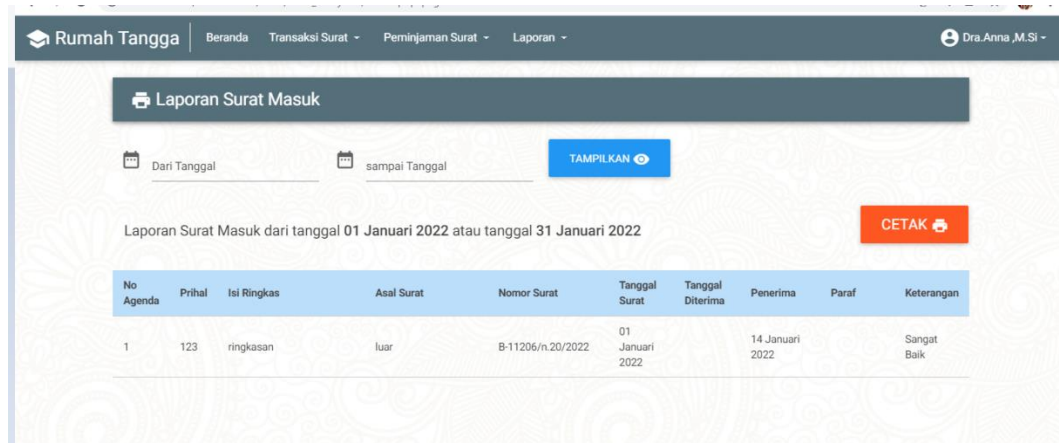 Rumah Tangga Beranda Transaksi Surat Peminjaman Surat Laporan Dra.Anna ,M.Si
Laporan Surat Masuk
Dari Tanggal sampai Tanggal TAMPILKAN
Laporan Surat Masuk dari tanggal 01 Januari 2022 atau tanggal 31 Januari 2022 CETAK
No Agenda Prihal Isi Ringkas Asal Surat Nomor Surat Tanggal Surat Tanggal Diterima Penerima Paraf Keterangan
1 123 ringkasan luar B-11206/n.20/2022 01 Januari 2022 14 Januari 2022 Sangat Baik